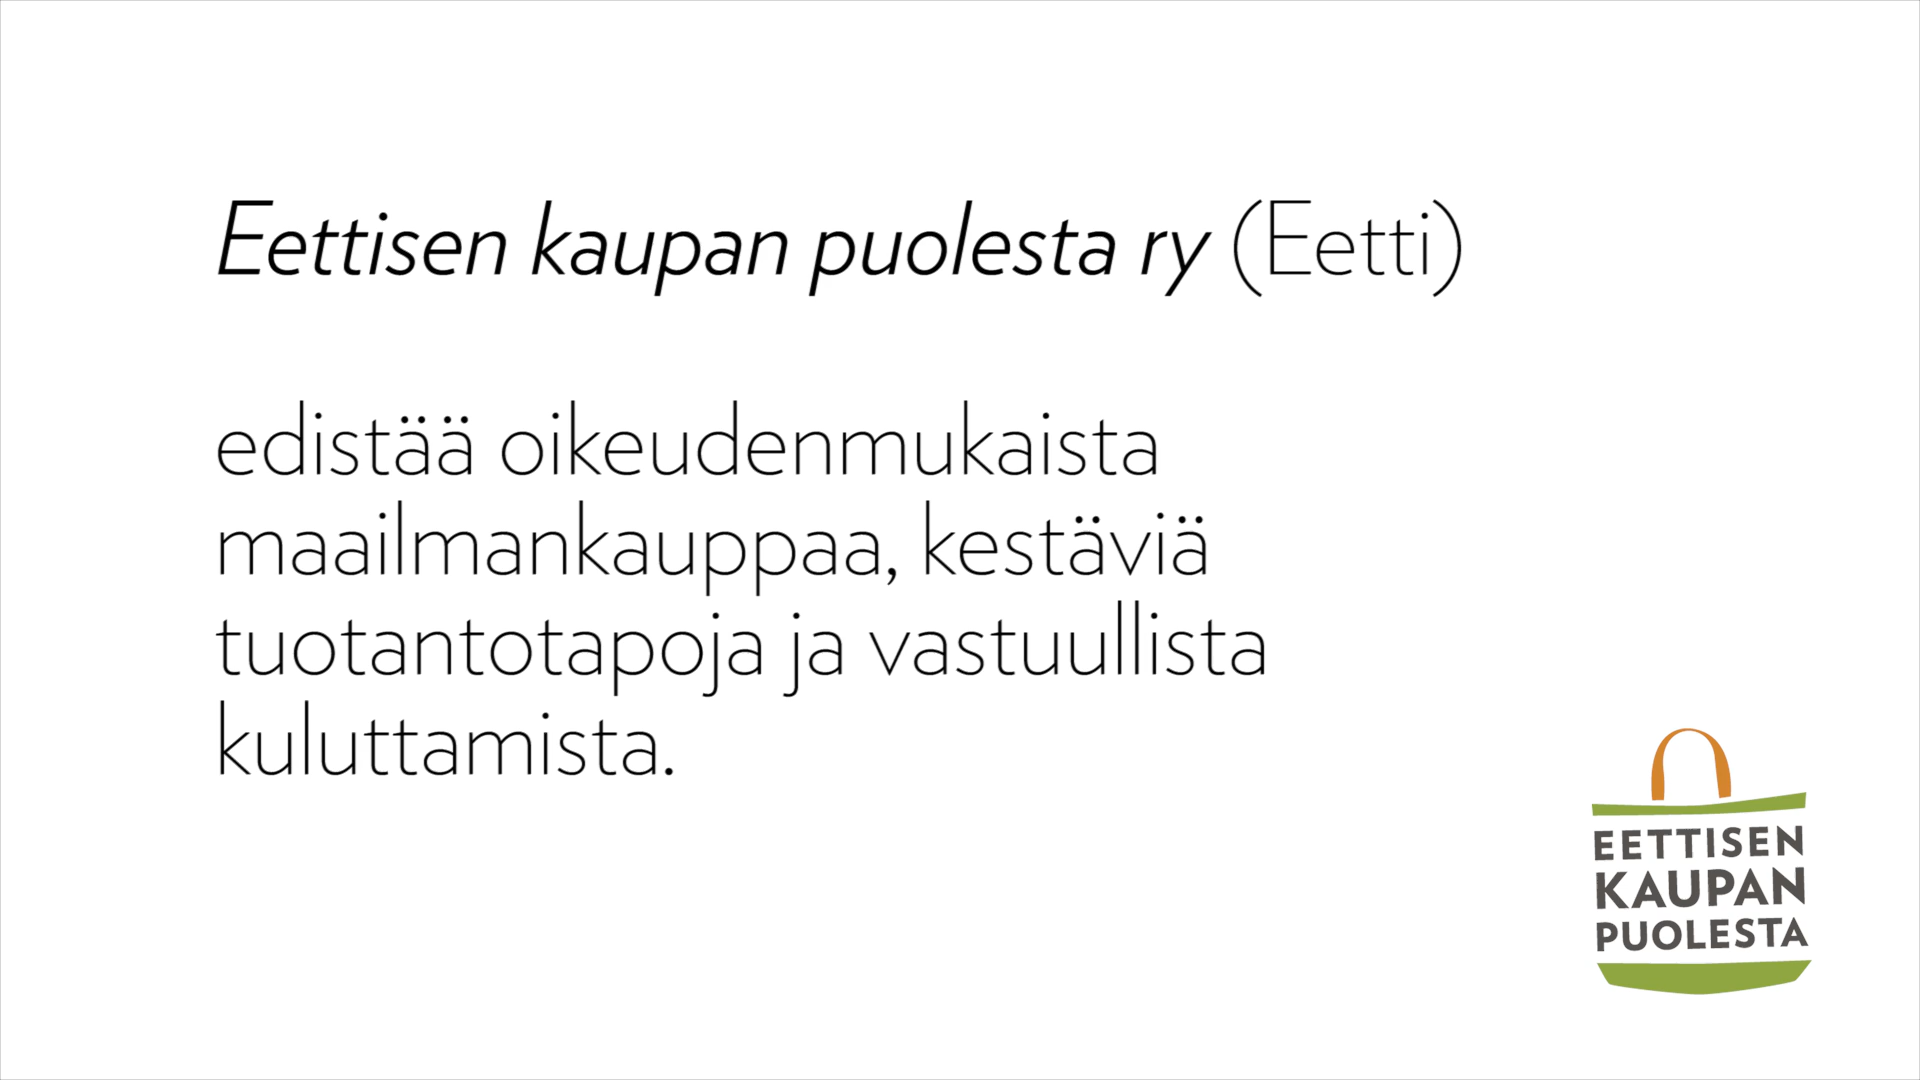 Eettisen kaupan puolesta ry (Eetti)
edistää oikeudenmukaista
maailmankauppaa, kestäviä
tuotantotapoja ja vastuullista
kuluttamista.
EETTISEN
KAUPAN
PUOLESTA